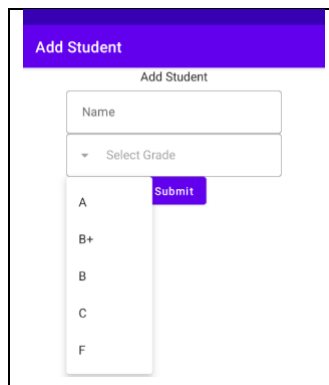 Add Student
Add Student
Name
Select Grade
Submit
A
B+
B
C
F